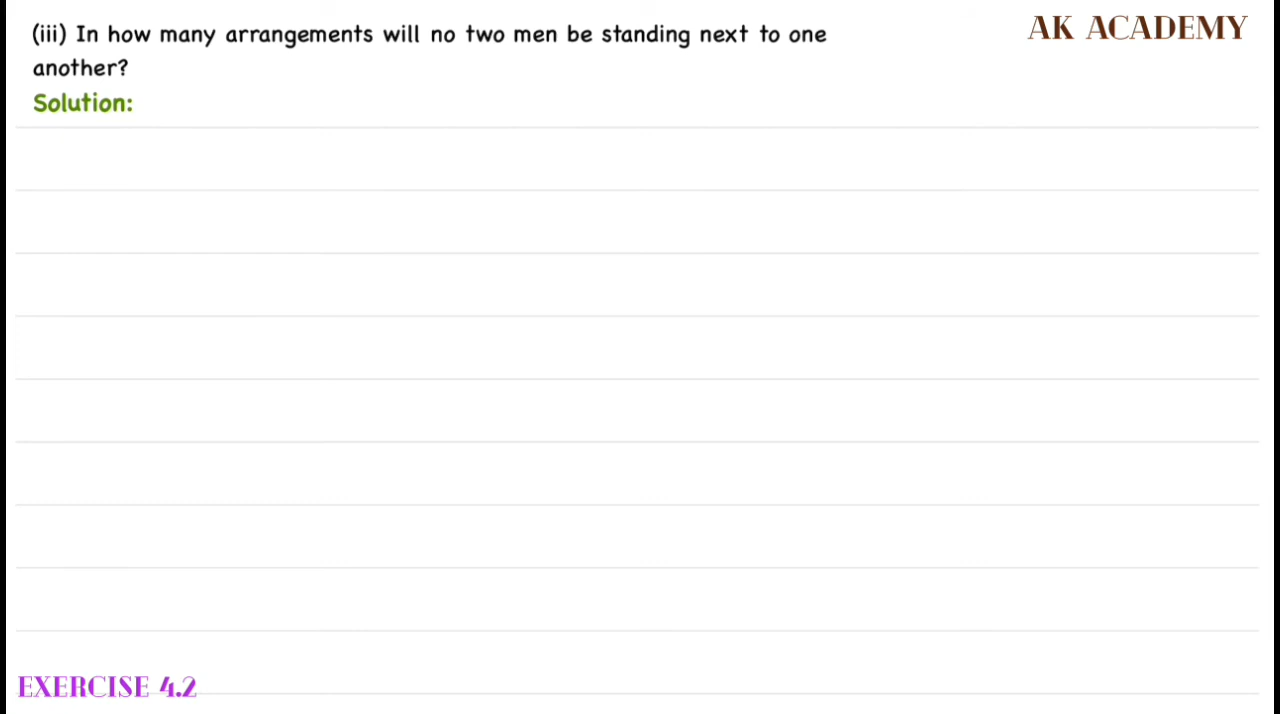 (iii) In how many arrangements will no two men be standing next to one
another?
AK ACADEMY
Solution:
EXERCISE 4.2